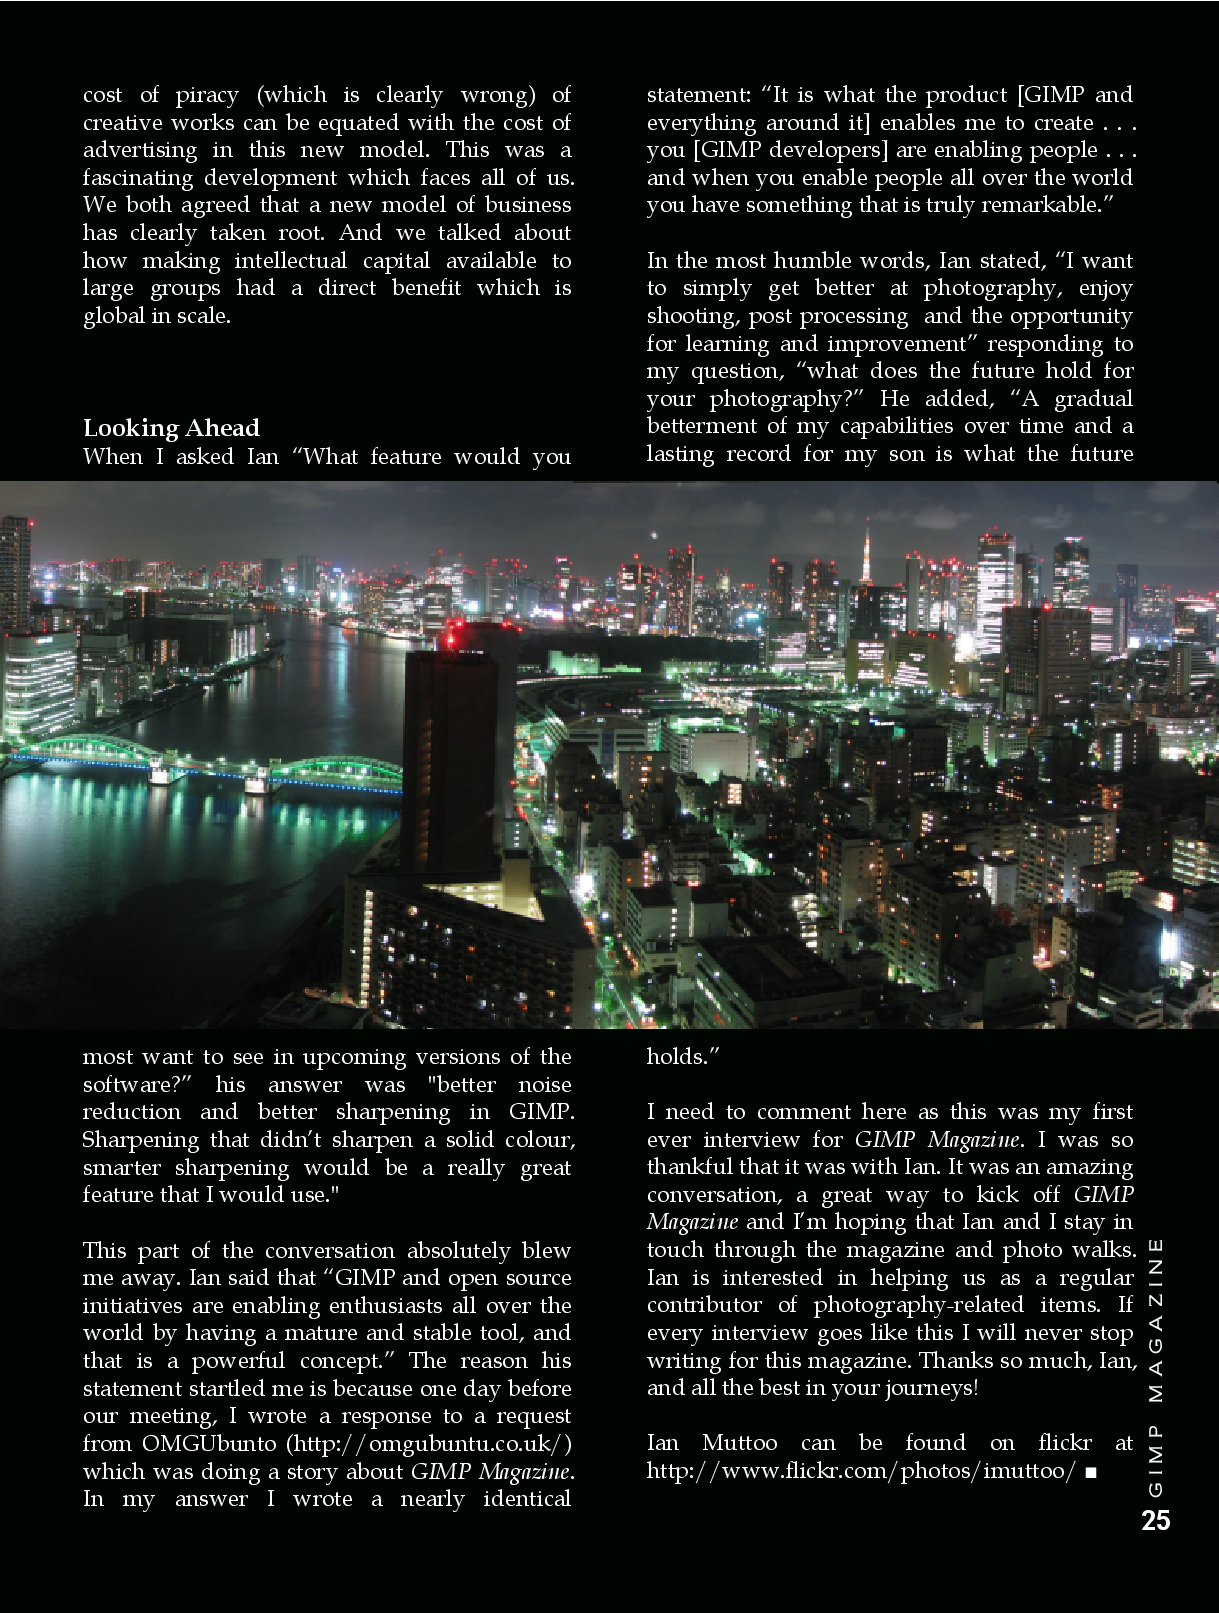 cost of piracy (which is clearly wrong) of
creative works can be equated with the cost of
advertising in this new model. This was a
fascinating development which faces all of us.
We both agreed that a new model of business
has clearly taken root. And we talked about
how making intellectual capital available to
large groups had a direct benefit which is
global in scale.
Looking Ahead
When I asked Ian “What feature would you
most want to see in upcoming versions of the
software?” his answer was "better noise
reduction and better sharpening in GIMP.
Sharpening that didn’t sharpen a solid colour,
smarter sharpening would be a really great
feature that I would use."
This part of the conversation absolutely blew
me away. Ian said that “GIMP and open source
initiatives are enabling enthusiasts all over the
world by having a mature and stable tool, and
that is a powerful concept.” The reason his
statement startled me is because one day before
our meeting, I wrote a response to a request
from OMGUbunto (http://omgubuntu.co.uk/)
which was doing a story about GIMP Magazine.
In my answer I wrote a nearly identical
statement: “It is what the product [GIMP and
everything around it] enables me to create . . .
you [GIMP developers] are enabling people . . .
and when you enable people all over the world
you have something that is truly remarkable.”
In the most humble words, Ian stated, “I want
to simply get better at photography, enjoy
shooting, post processing and the opportunity
for learning and improvement” responding to
my question, “what does the future hold for
your photography?” He added, “A gradual
betterment of my capabilities over time and a
lasting record for my son is what the future
holds.”
I need to comment here as this was my first
ever interview for GIMP Magazine. I was so
thankful that it was with Ian. It was an amazing
conversation, a great way to kick off GIMP
Magazine and I’m hoping that Ian and I stay in
touch through the magazine and photo walks.
Ian is interested in helping us as a regular
contributor of photography-related items. If
every interview goes like this I will never stop
writing for this magazine. Thanks so much, Ian,
and all the best in your journeys!
Ian Muttoo can be found on flickr at
http://www.flickr.com/photos/imuttoo/ ■
GIMP MAGAZINE
25